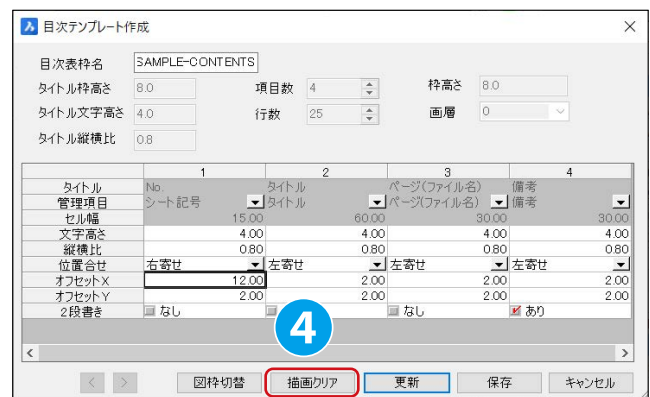 目次テンプレート作成
目次表枠名 SAMPLE-CONTENTS
タイトル枠高さ 8.0 項目数 4 枠高さ 8.0
タイトル文字高さ 4.0 行数 25 画層 0
タイトル縦横比 0.8
1 2 3 4
タイトル No. タイトル ページ(ファイル名) 備考
管理項目 シート記号 タイトル ページ(ファイル名) 備考
セル幅 15.00 60.00 30.00 30.00
文字高さ 4.00 4.00 4.00 4.00
縦横比 0.80 0.80 0.80 0.80
位置合せ 右寄せ 左寄せ 左寄せ 左寄せ
オフセットX 12.00 2.00 2.00 2.00
オフセットY 2.00 2.00 2.00 2.00
2段書き なし なし あり
4
< > 図枠切替 描画クリア 更新 保存 キャンセル